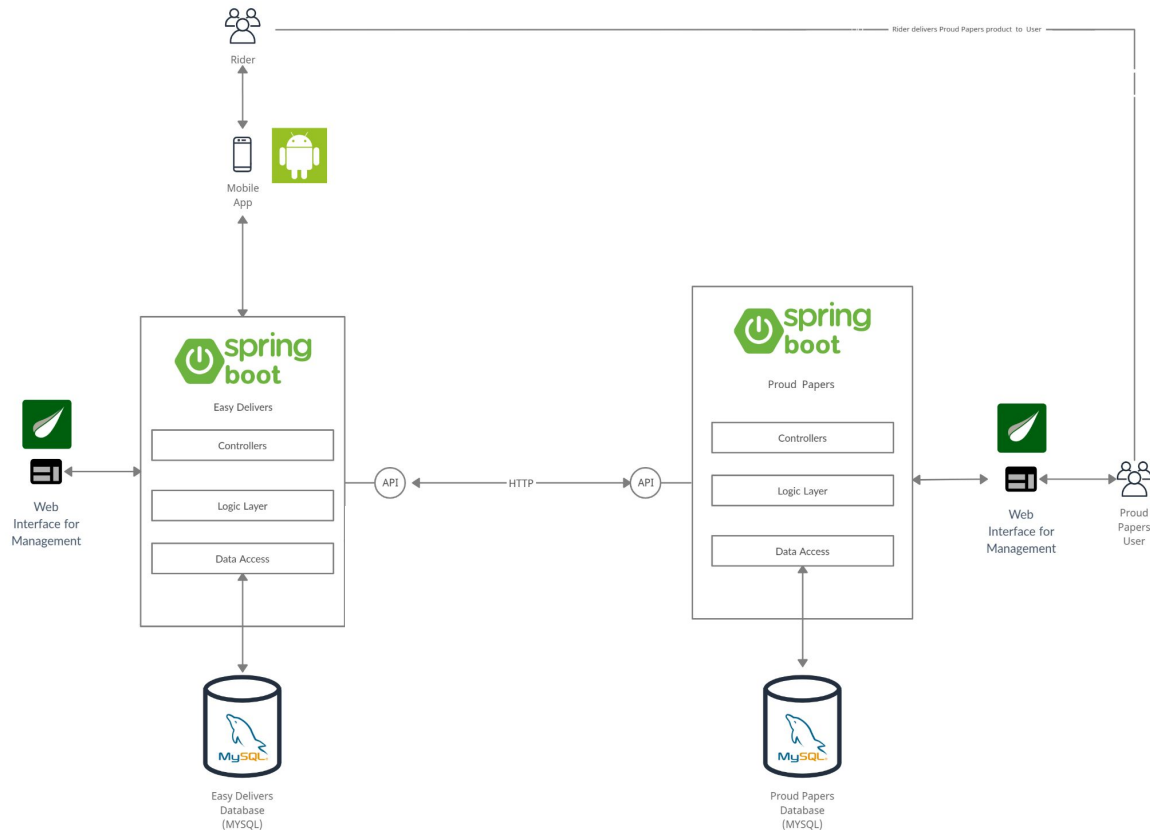 Rider delivers Proud Papers product to User
Rider
Mobile
App
spring
boot
Easy Delivers
Controllers
Logic Layer
Data Access
Web
Interface for
Management
API
HTTP
API
spring
boot
Proud Papers
Controllers
Logic Layer
Data Access
Web
Interface for
Management
Proud
Papers
User
MySQL
Easy Delivers
Database
(MYSQL)
MySQL
Proud Papers
Database
(MYSQL)